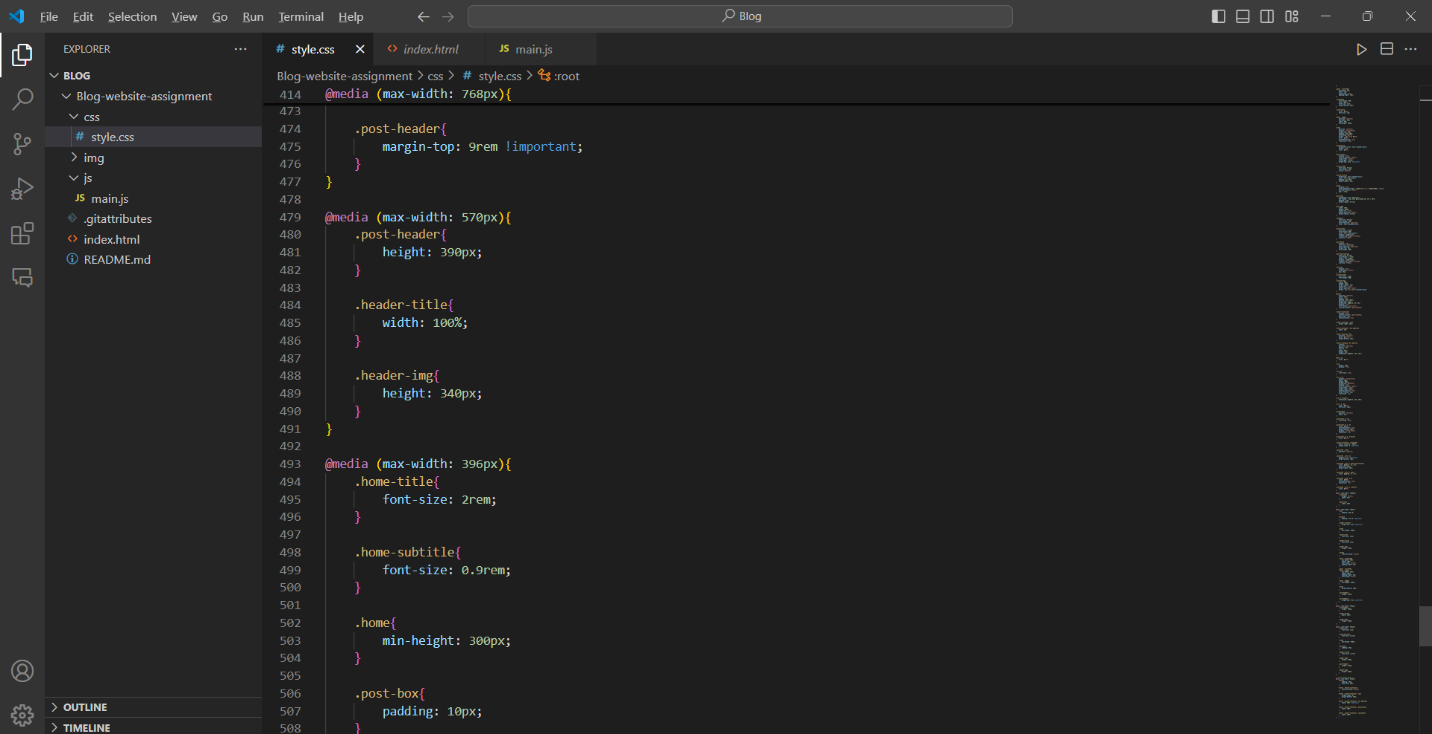 File Edit Selection View Go Run Terminal Help
Blog
EXPLORER
BLOG
Blog-website-assignment
css
# style.css
img
js
JS main.js
.gitattributes
<> index.html
README.md
OUTLINE
TIMELINE
# style.css <> index.html JS main.js
Blog-website-assignment > css > # style.css > :root
414 @media (max-width: 768px){
473
474 .post-header{
475 margin-top: 9rem !important;
476 }
477 }
478
479 @media (max-width: 570px){
480 .post-header{
481 height: 390px;
482 }
483
484 .header-title{
485 width: 100%;
486 }
487
488 .header-img{
489 height: 340px;
490 }
491 }
492
493 @media (max-width: 396px){
494 .home-title{
495 font-size: 2rem;
496 }
497
498 .home-subtitle{
499 font-size: 0.9rem;
500 }
501
502 .home{
503 min-height: 300px;
504 }
505
506 .post-box{
507 padding: 10px;
508 }